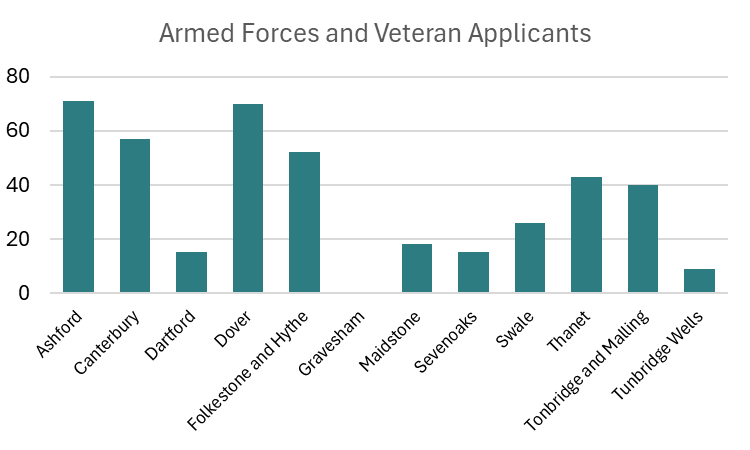 Armed Forces and Veteran Applicants
80
60
40
20
0
Ashford
Canterbury
Dartford
Dover
Folkestone and Hythe
Gravesham
Maidstone
Sevenoaks
Swale
Thanet
Tonbridge and Malling
Tunbridge Wells